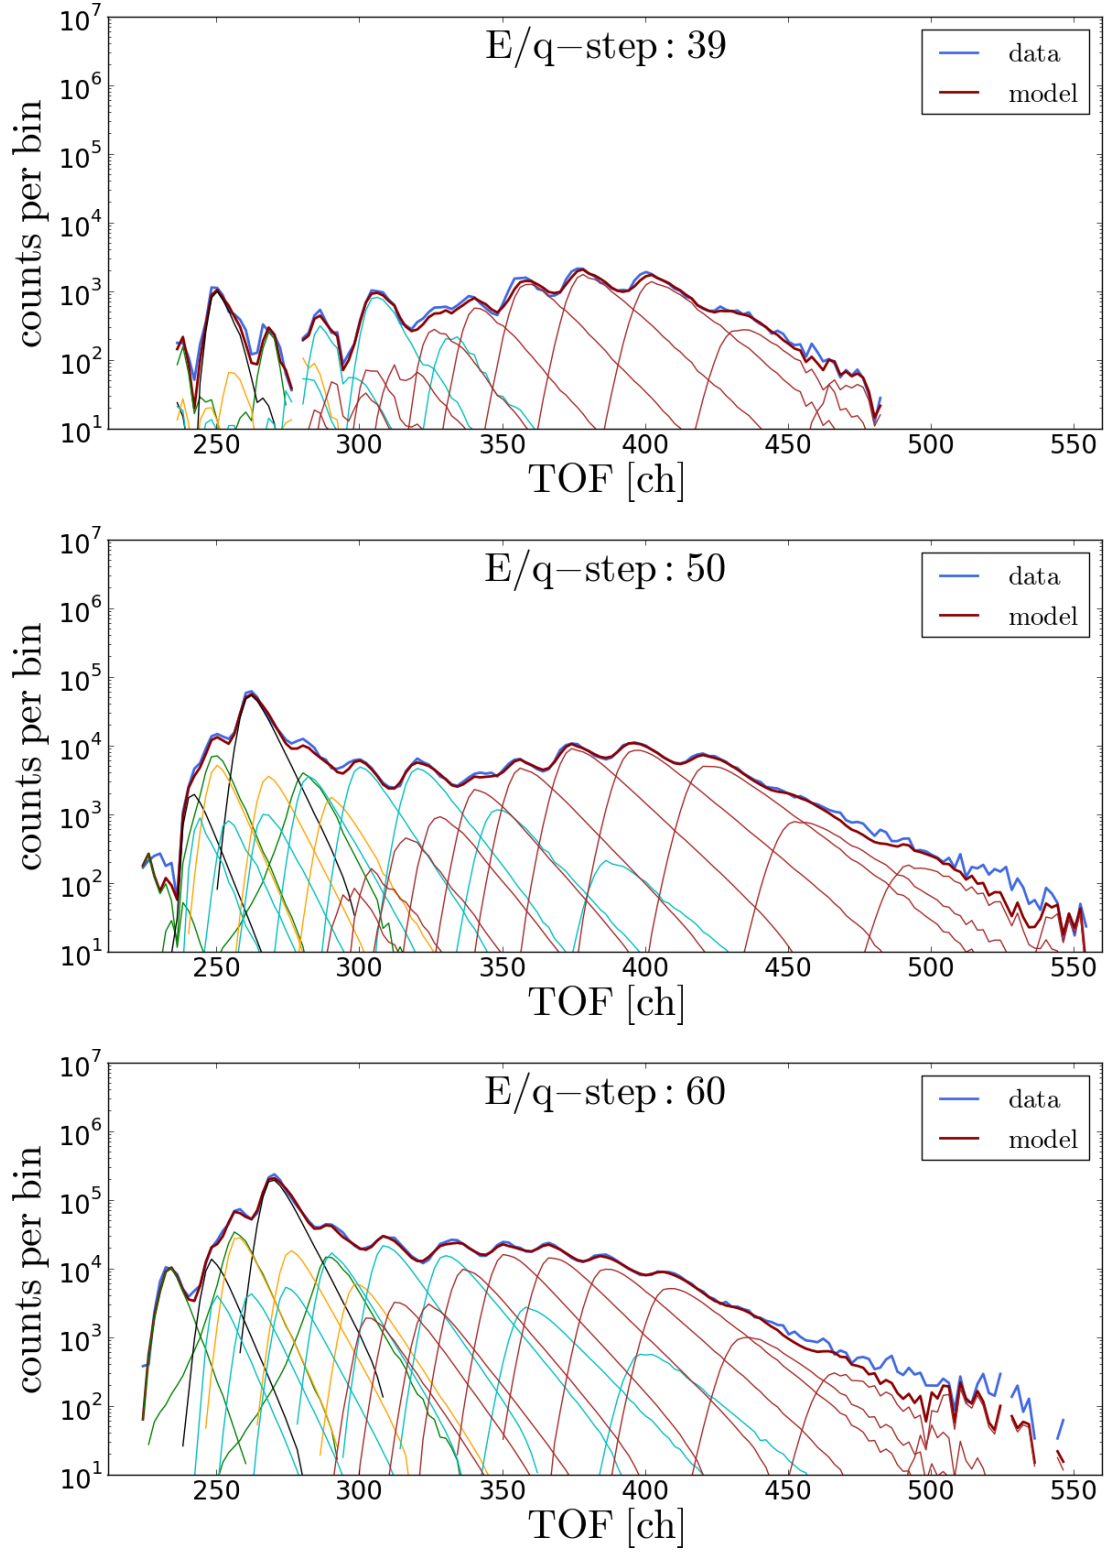 E/q−step: 39
data
model
counts per bin
10^7
10^6
10^5
10^4
10^3
10^2
10^1
250 300 350 400 450 500 550
TOF [ch]
E/q−step: 50
data
model
counts per bin
10^7
10^6
10^5
10^4
10^3
10^2
10^1
250 300 350 400 450 500 550
TOF [ch]
E/q−step: 60
data
model
counts per bin
10^7
10^6
10^5
10^4
10^3
10^2
10^1
250 300 350 400 450 500 550
TOF [ch]